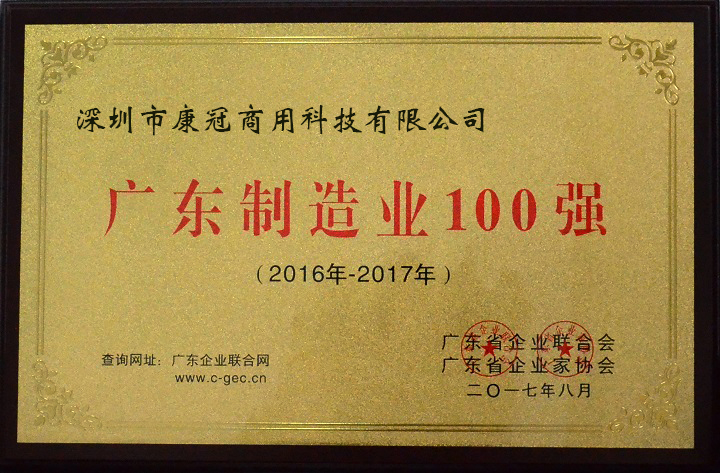 深圳市康冠商用科技有限公司
广东制造业100强
(2016年-2017年)
查询网址: 广东企业联合网
www.c-gec.cn
广东省企业联合会
广东省企业家协会
二〇一七年八月